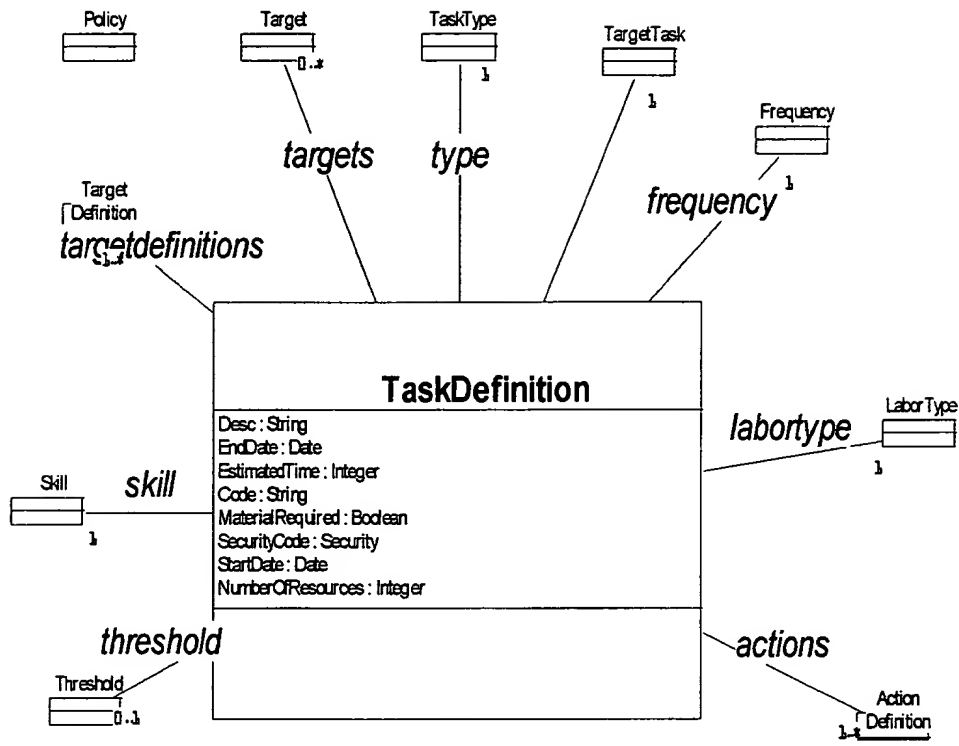 Policy
Target
0..*
TaskType
1
TargetTask
1
Frequency
1
targets
type
frequency
Target
Definition
targetdefinitions
1..*
TaskDefinition
Desc : String
EndDate : Date
EstimatedTime : Integer
Code : String
MaterialRequired : Boolean
SecurityCode : Security
StartDate : Date
NumberOfResources : Integer
labortype
LaborType
1
Skill
skill
1
threshold
Threshold
0..1
actions
Action
Definition
1..*